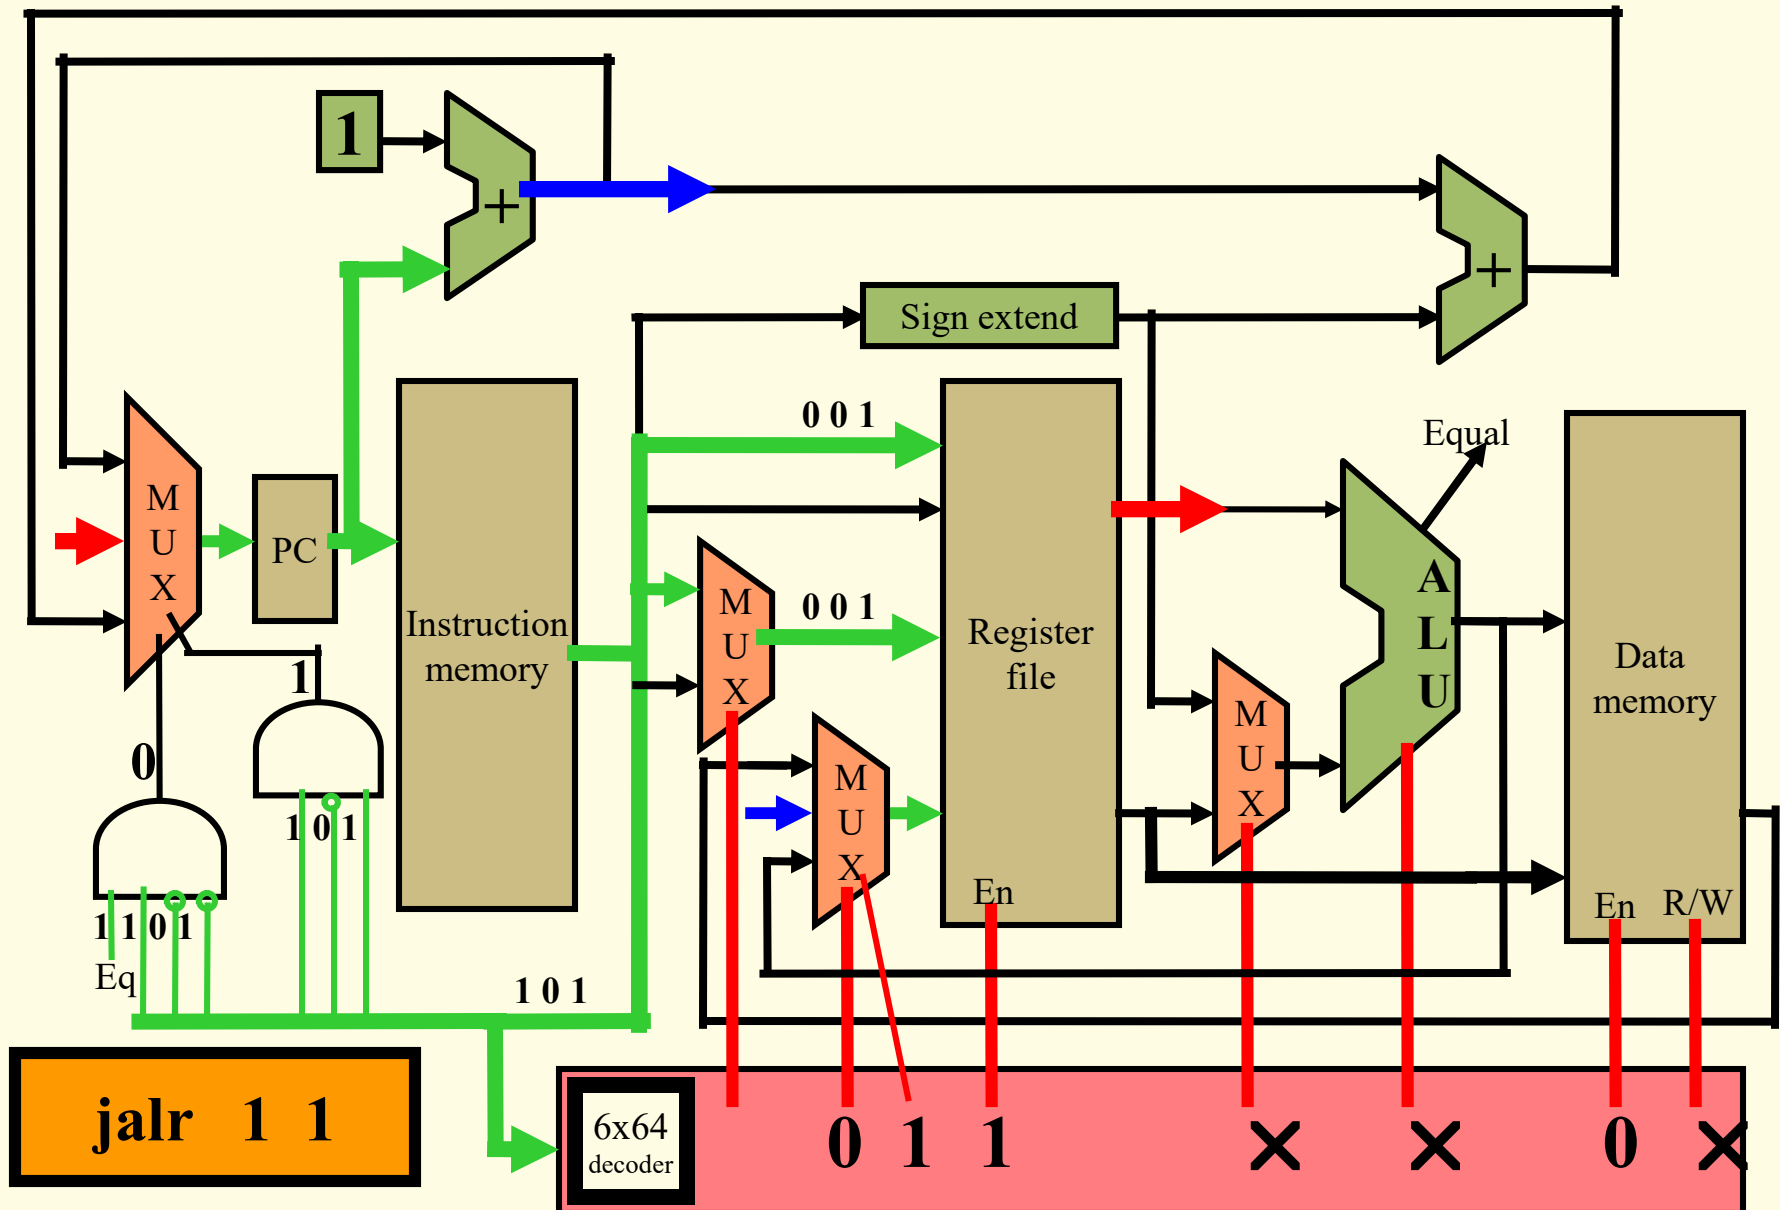 1
+
+
Sign extend
0 0 1
Equal
M
U
X
PC
Instruction
memory
M
U
X
0 0 1
Register
file
En
A
L
U
M
U
X
Data
memory
En R/W
M
U
X
1
0
1 0 1
1 1 0 1
Eq
1 0 1
jalr 1 1
6x64
decoder
0 1 1 × × 0 ×